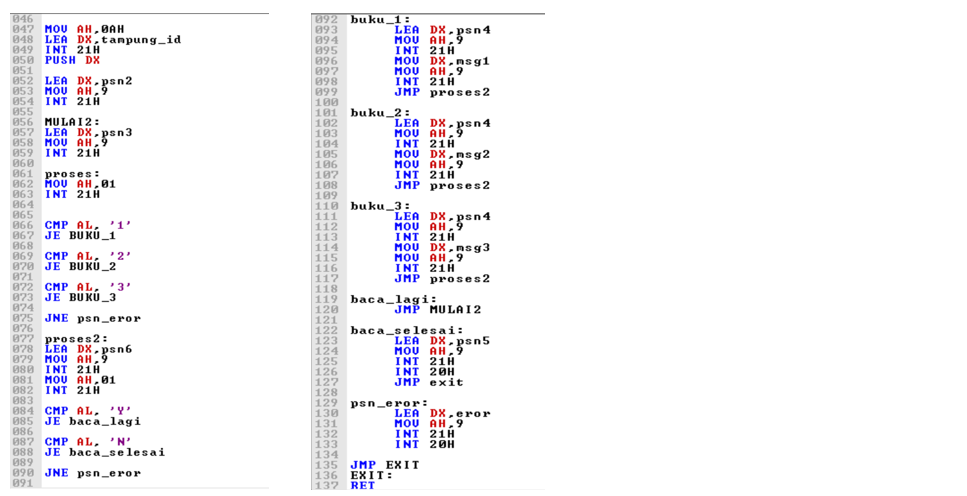 046
047 MOV AH,0AH
048 LEA DX,tampung_id
049 INT 21H
050 PUSH DX
051
052 LEA DX,psn2
053 MOV AH,9
054 INT 21H
055
056 MULAI2:
057 LEA DX,psn3
058 MOV AH,9
059 INT 21H
060
061 proses:
062 MOV AH,01
063 INT 21H
064
065
066 CMP AL, '1'
067 JE BUKU_1
068
069 CMP AL, '2'
070 JE BUKU_2
071
072 CMP AL, '3'
073 JE BUKU_3
074
075 JNE psn_eror
076
077 proses2:
078 LEA DX,psn6
079 MOV AH,9
080 INT 21H
081 MOV AH,01
082 INT 21H
083
084 CMP AL, 'Y'
085 JE baca_lagi
086
087 CMP AL, 'N'
088 JE baca_selesai
089
090 JNE psn_eror
091
092 buku_1:
093 LEA DX,psn4
094 MOV AH,9
095 INT 21H
096 MOV DX,msg1
097 MOV AH,9
098 INT 21H
099 JMP proses2
100
101 buku_2:
102 LEA DX,psn4
103 MOV AH,9
104 INT 21H
105 MOV DX,msg2
106 MOV AH,9
107 INT 21H
108 JMP proses2
109
110 buku_3:
111 LEA DX,psn4
112 MOV AH,9
113 INT 21H
114 MOV DX,msg3
115 MOV AH,9
116 INT 21H
117 JMP proses2
118
119 baca_lagi:
120 JMP MULAI2
121
122 baca_selesai:
123 LEA DX,psn5
124 MOV AH,9
125 INT 21H
126 INT 20H
127 JMP exit
128
129 psn_eror:
130 LEA DX,eror
131 MOV AH,9
132 INT 21H
133 INT 20H
134
135 JMP EXIT
136 EXIT:
137 RET